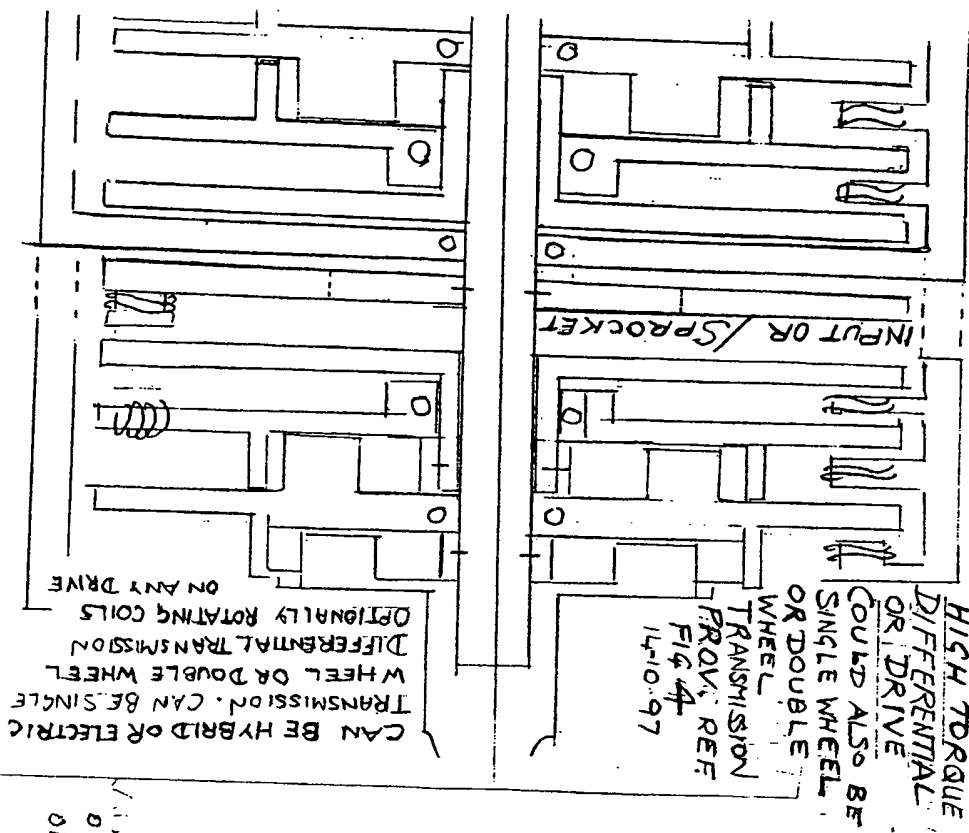 HIGH TORQUE
DIFFERENTIAL
OR DRIVE
COULD ALSO BE
SINGLE WHEEL
OR DOUBLE
WHEEL
TRANSMISSION
PROV. REF
FIG 4
14-10-97
INPUT OR / SPROCKET
CAN BE HYBRID OR ELECTRIC
TRANSMISSION. CAN BE SINGLE
WHEEL OR DOUBLE WHEEL
DIFFERENTIAL TRANSMISSION
OPTIONALLY ROTATING COILS
ON ANY DRIVE